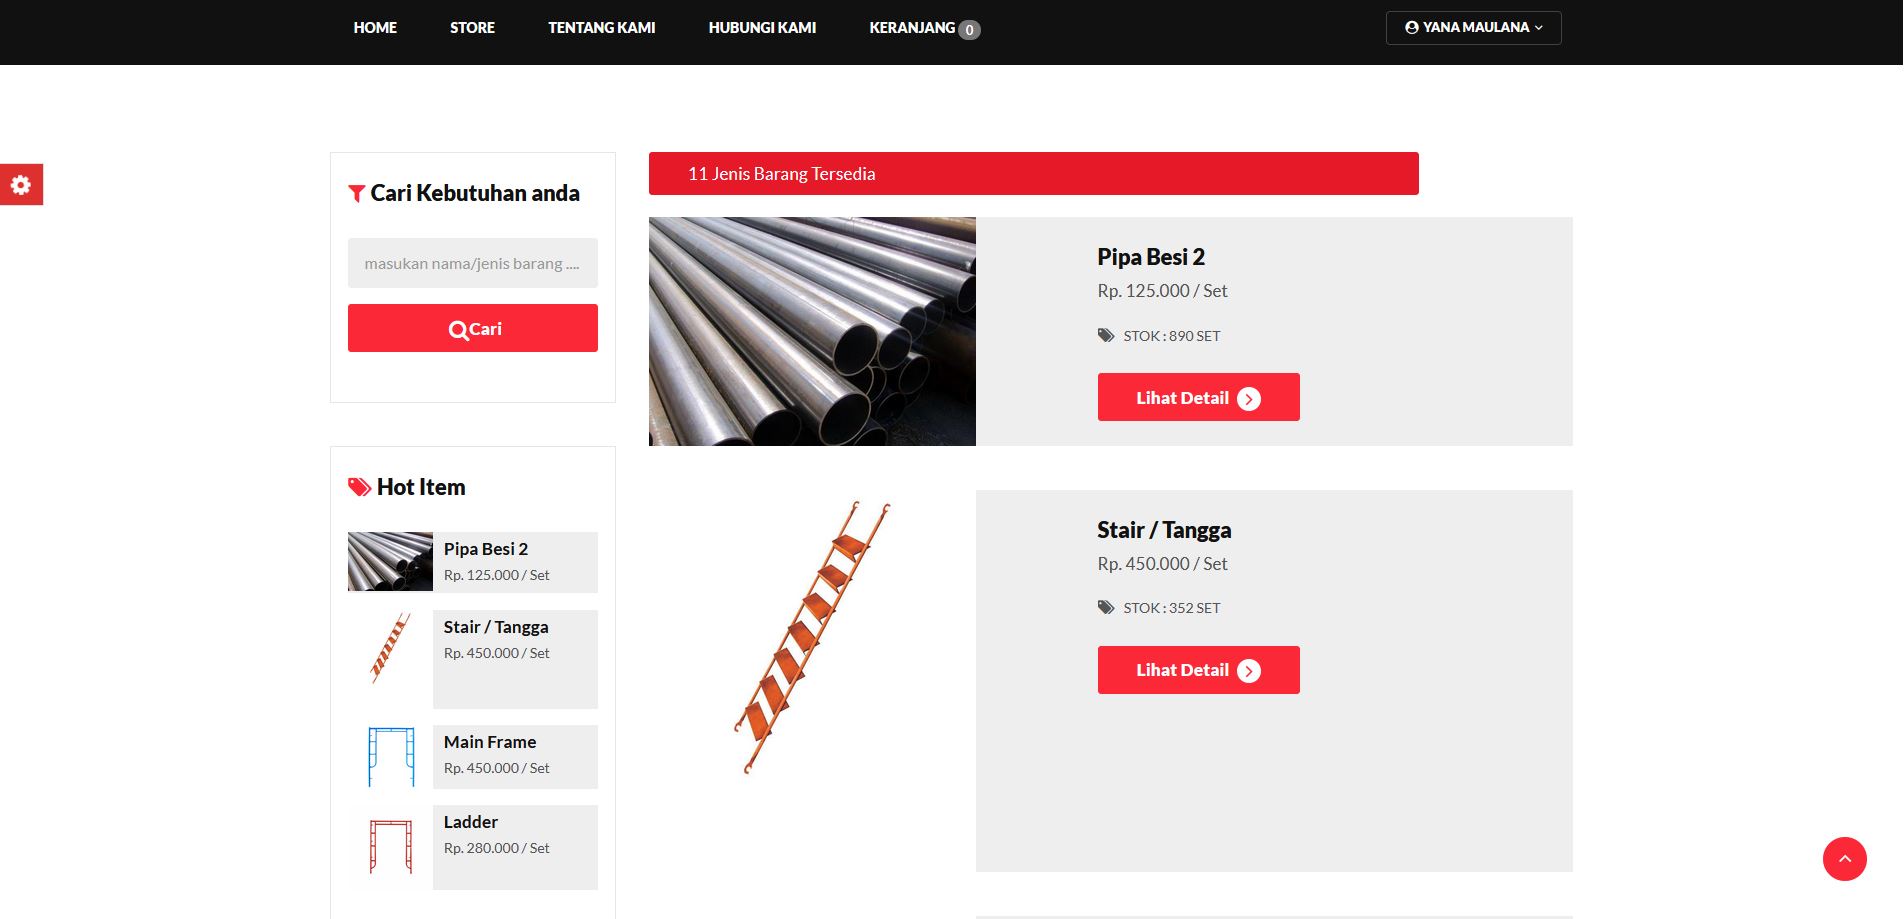 HOME STORE TENTANG KAMI HUBUNGI KAMI KERANJANG 0 YANA MAULANA
Cari Kebutuhan anda
masukan nama/jenis barang ....
Cari
Hot Item
Pipa Besi 2
Rp. 125.000 / Set
Stair / Tangga
Rp. 450.000 / Set
Main Frame
Rp. 450.000 / Set
Ladder
Rp. 280.000 / Set
11 Jenis Barang Tersedia
Pipa Besi 2
Rp. 125.000 / Set
STOK : 890 SET
Lihat Detail
Stair / Tangga
Rp. 450.000 / Set
STOK : 352 SET
Lihat Detail